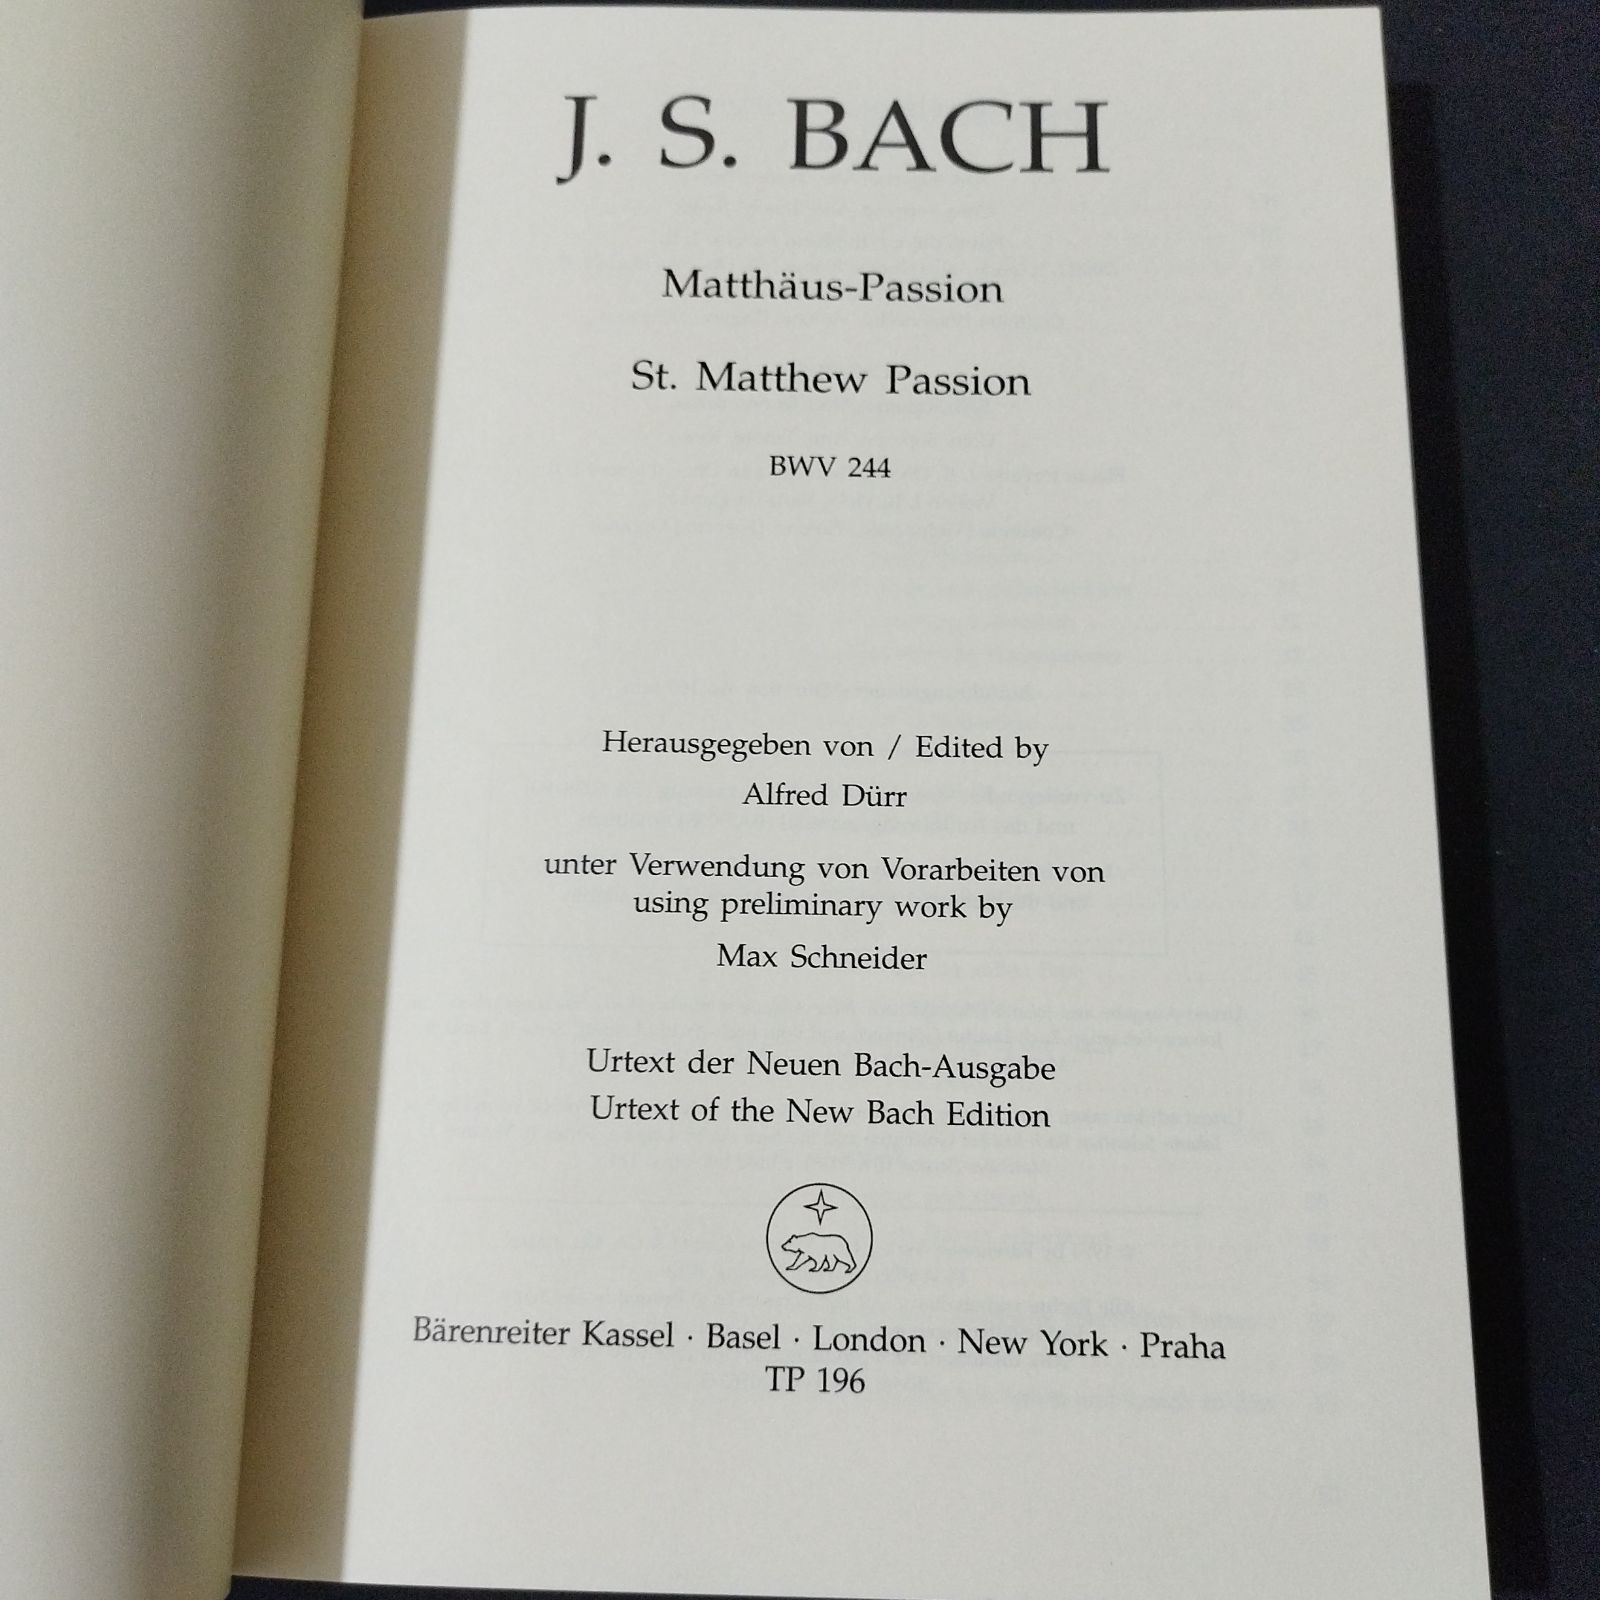 J. S. BACH
Matthäus-Passion
St. Matthew Passion
BWV 244
Herausgegeben von / Edited by
Alfred Dürr
unter Verwendung von Vorarbeiten von
using preliminary work by
Max Schneider
Urtext der Neuen Bach-Ausgabe
Urtext of the New Bach Edition
Bärenreiter Kassel · Basel · London · New York · Praha
TP 196